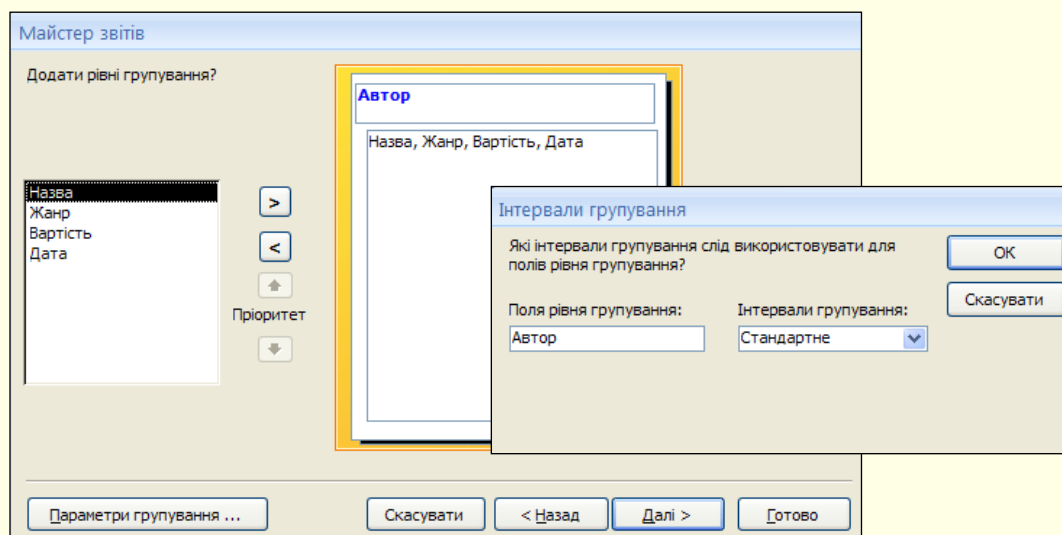 Майстер звітів
Додати рівні групування?
Автор
Назва, Жанр, Вартість, Дата
Назва
Жанр
Вартість
Дата
>
<
Пріоритет
Інтервали групування
Які інтервали групування слід використовувати для
полів рівня групування?
ОК
Скасувати
Поля рівня групування:
Інтервали групування:
Автор
Стандартне
Параметри групування ...
Скасувати
< Назад
Далі >
Готово